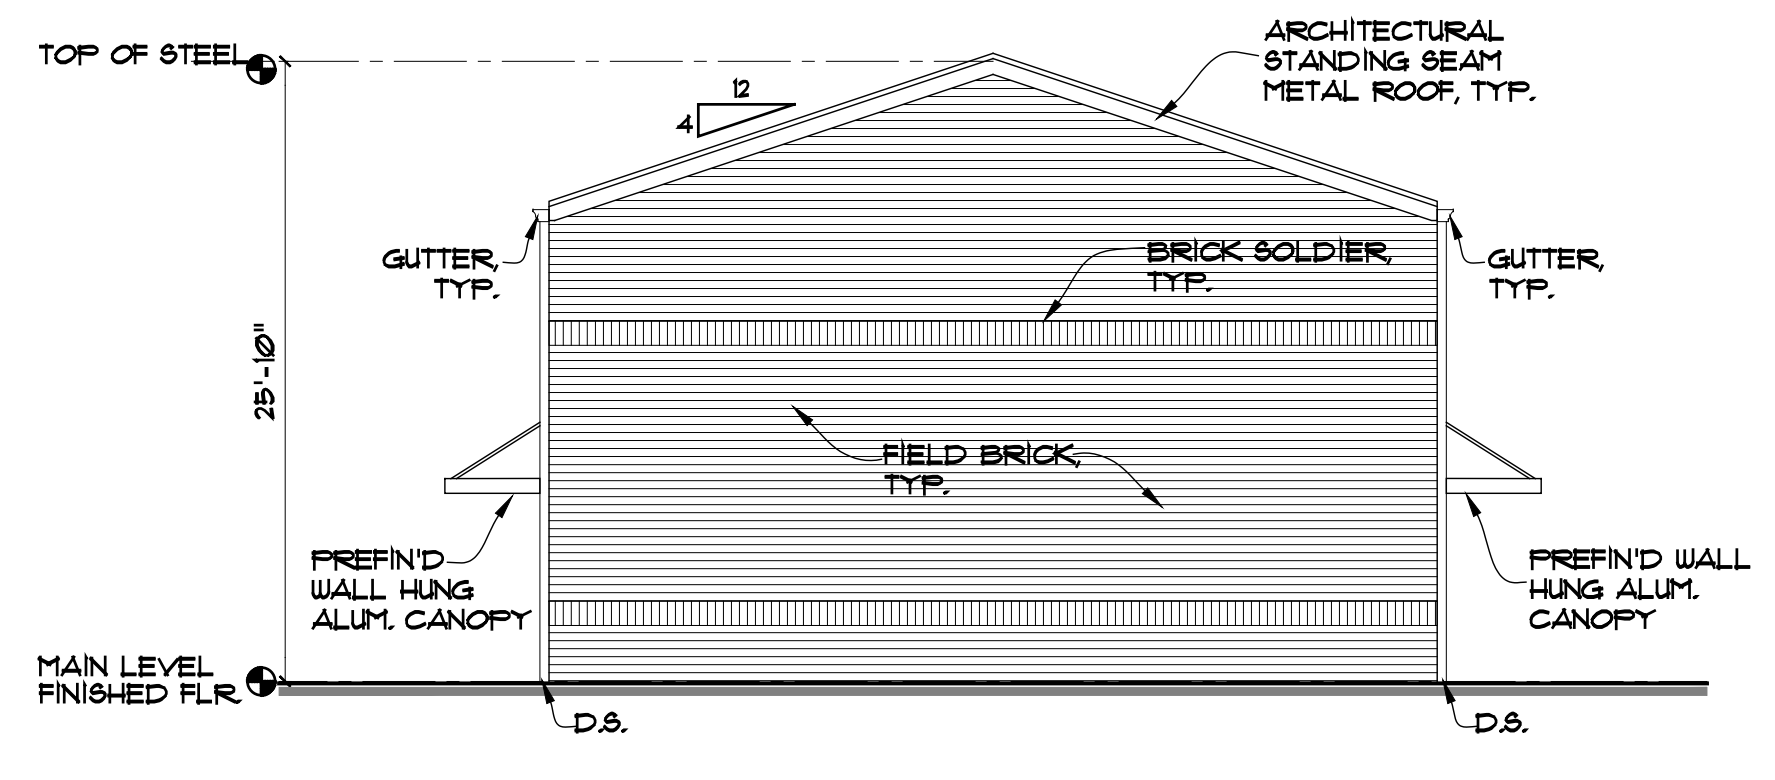 TOP OF STEEL
ARCHITECTURAL
STANDING SEAM
METAL ROOF, TYP.
12
4
GUTTER,
TYP.
BRICK SOLDIER,
TYP.
GUTTER,
TYP.
25'-10"
FIELD BRICK,
TYP.
PREFIN'D
WALL HUNG
ALUM. CANOPY
PREFIN'D WALL
HUNG ALUM.
CANOPY
MAIN LEVEL
FINISHED FLR.
D.S.
D.S.